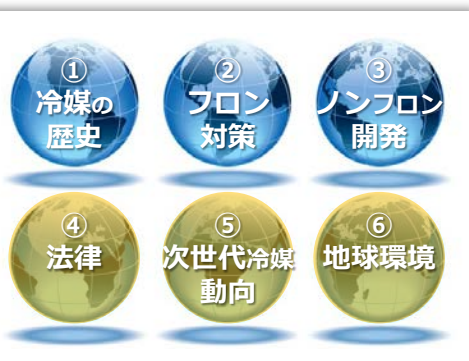 ①
冷媒の
歴史
②
フロン
対策
③
ノンフロン
開発
④
法律
⑤
次世代冷媒
動向
⑥
地球環境